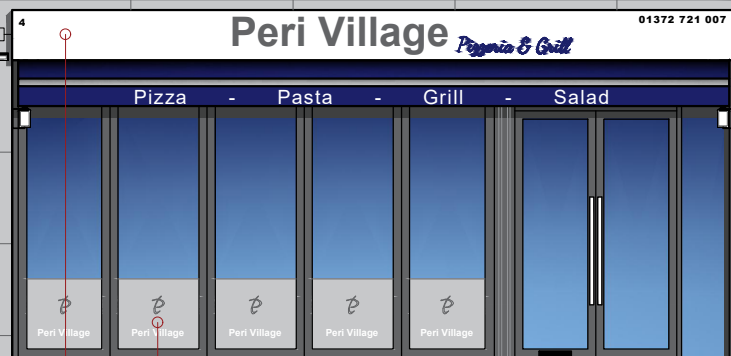 4
Peri Village Pizzeria & Grill
01372 721 007
Pizza - Pasta - Grill - Salad
Peri Village
Peri Village
Peri Village
Peri Village
Peri Village